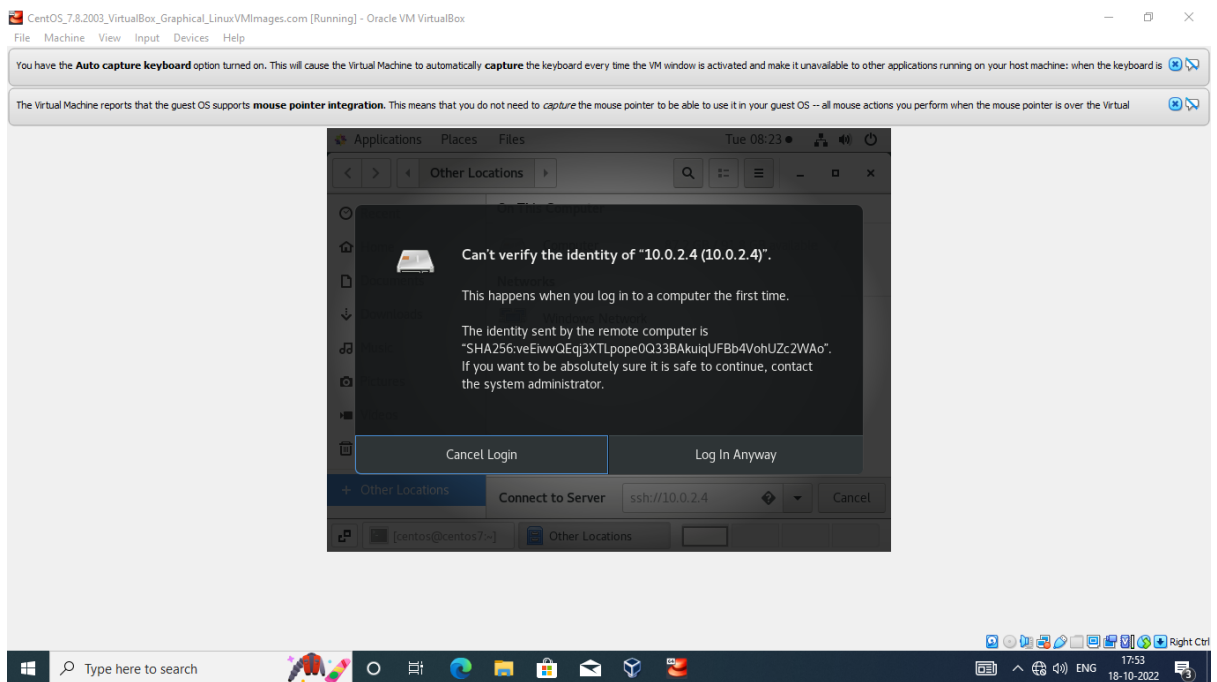 CentOS_7.8.2003_VirtualBox_Graphical_LinuxVMImages.com [Running] - Oracle VM VirtualBox
File Machine View Input Devices Help
You have the Auto capture keyboard option turned on. This will cause the Virtual Machine to automatically capture the keyboard every time the VM window is activated and make it unavailable to other applications running on your host machine: when the keyboard is
The Virtual Machine reports that the guest OS supports mouse pointer integration. This means that you do not need to capture the mouse pointer to be able to use it in your guest OS -- all mouse actions you perform when the mouse pointer is over the Virtual
Applications Places Files Tue 08:23
Other Locations
On This Computer
Can't verify the identity of “10.0.2.4 (10.0.2.4)”.
Networks
This happens when you log in to a computer the first time.
Windows Network
The identity sent by the remote computer is
“SHA256:veEiwvQEqj3XTLpope0Q33BAkuiqUFBb4VohUZc2WAo”.
If you want to be absolutely sure it is safe to continue, contact
the system administrator.
Cancel Login Log In Anyway
+ Other Locations Connect to Server ssh://10.0.2.4 Cancel
[centos@centos7:~] Other Locations
Right Ctrl
Type here to search ENG 17:53
18-10-2022 3